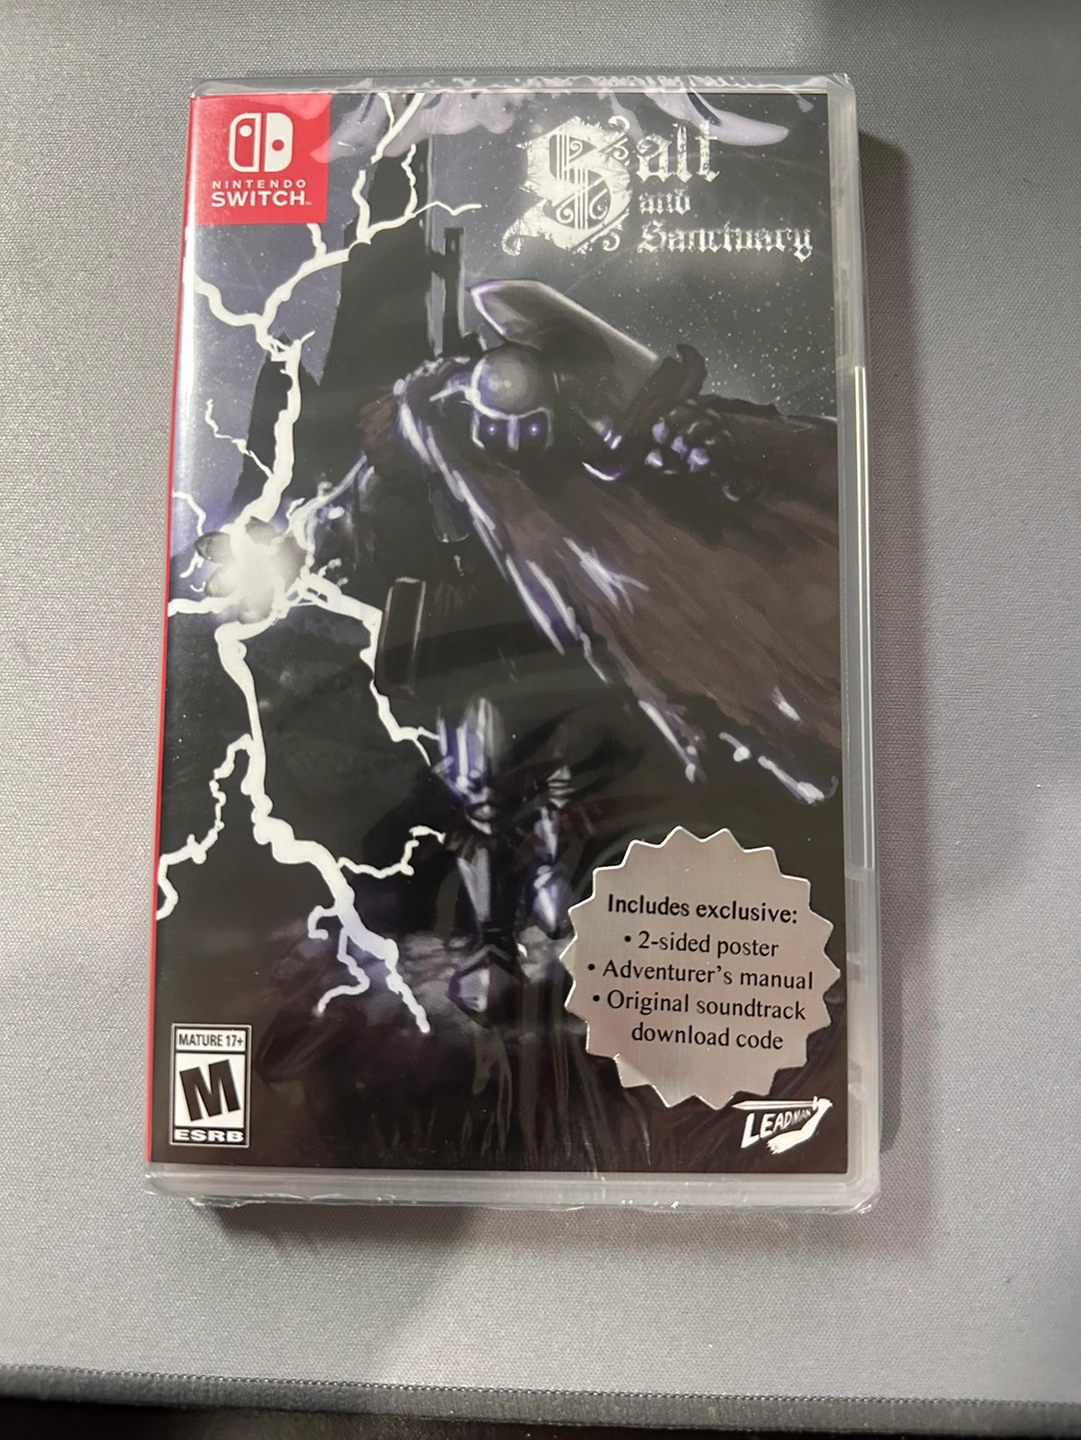 NINTENDO
SWITCH™
Salt
and
Sanctuary
Includes exclusive:
• 2-sided poster
• Adventurer's manual
• Original soundtrack
download code
MATURE 17+
M
ESRB
LEADMAN